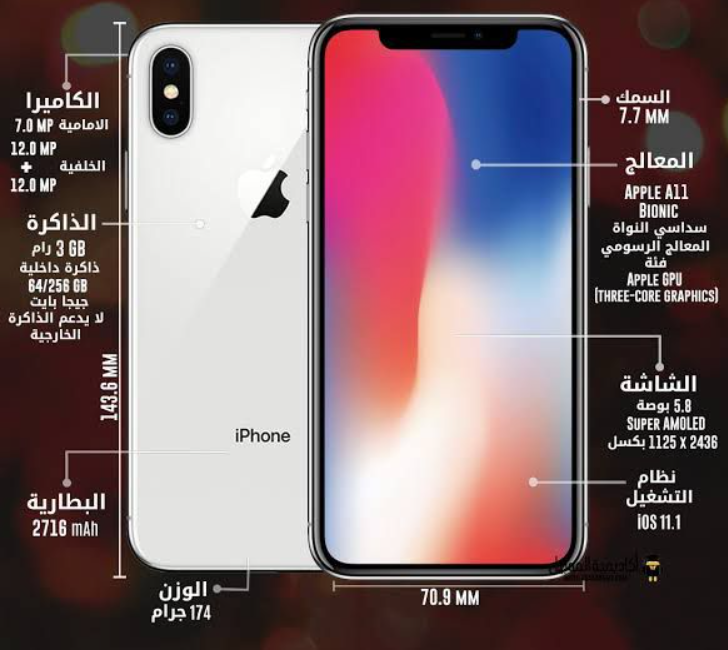 الكاميرا
الامامية 7.0 MP
12.0 MP
الخلفية +
12.0 MP
الذاكرة
3 GB رام
ذاكرة داخلية
64/256 GB
جيجا بايت
لا يدعم الذاكرة
الخارجية
143.6 MM
iPhone
البطارية
2716 mAh
الوزن
174 جرام
70.9 MM
السمك
7.7 MM
المعالج
APPLE A11
BIONIC
سداسي النواة
المعالج الرسومي
فئة
APPLE GPU
(THREE-CORE GRAPHICS)
الشاشة
5.8 بوصة
SUPER AMOLED
1125 X 2436 بكسل
نظام
التشغيل
iOS 11.1